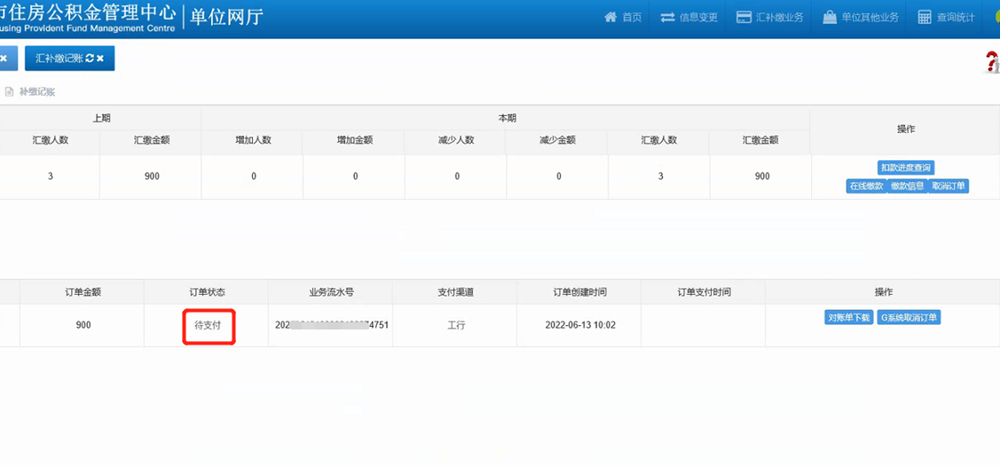 市住房公积金管理中心 单位网厅
using Provident Fund Management Centre
首页 信息变更 汇补缴业务 单位其他业务 查询统计
汇补缴记账
补缴记账
上期 本期 操作
汇缴人数 汇缴金额 增加人数 增加金额 减少人数 减少金额 汇缴人数 汇缴金额
3 900 0 0 0 0 3 900
扣款进度查询
在线缴款 缴款信息 取消订单
订单金额 订单状态 业务流水号 支付渠道 订单创建时间 订单支付时间 操作
900 待支付 202 74751 工行 2022-06-13 10:02 对账单下载 G系统取消订单